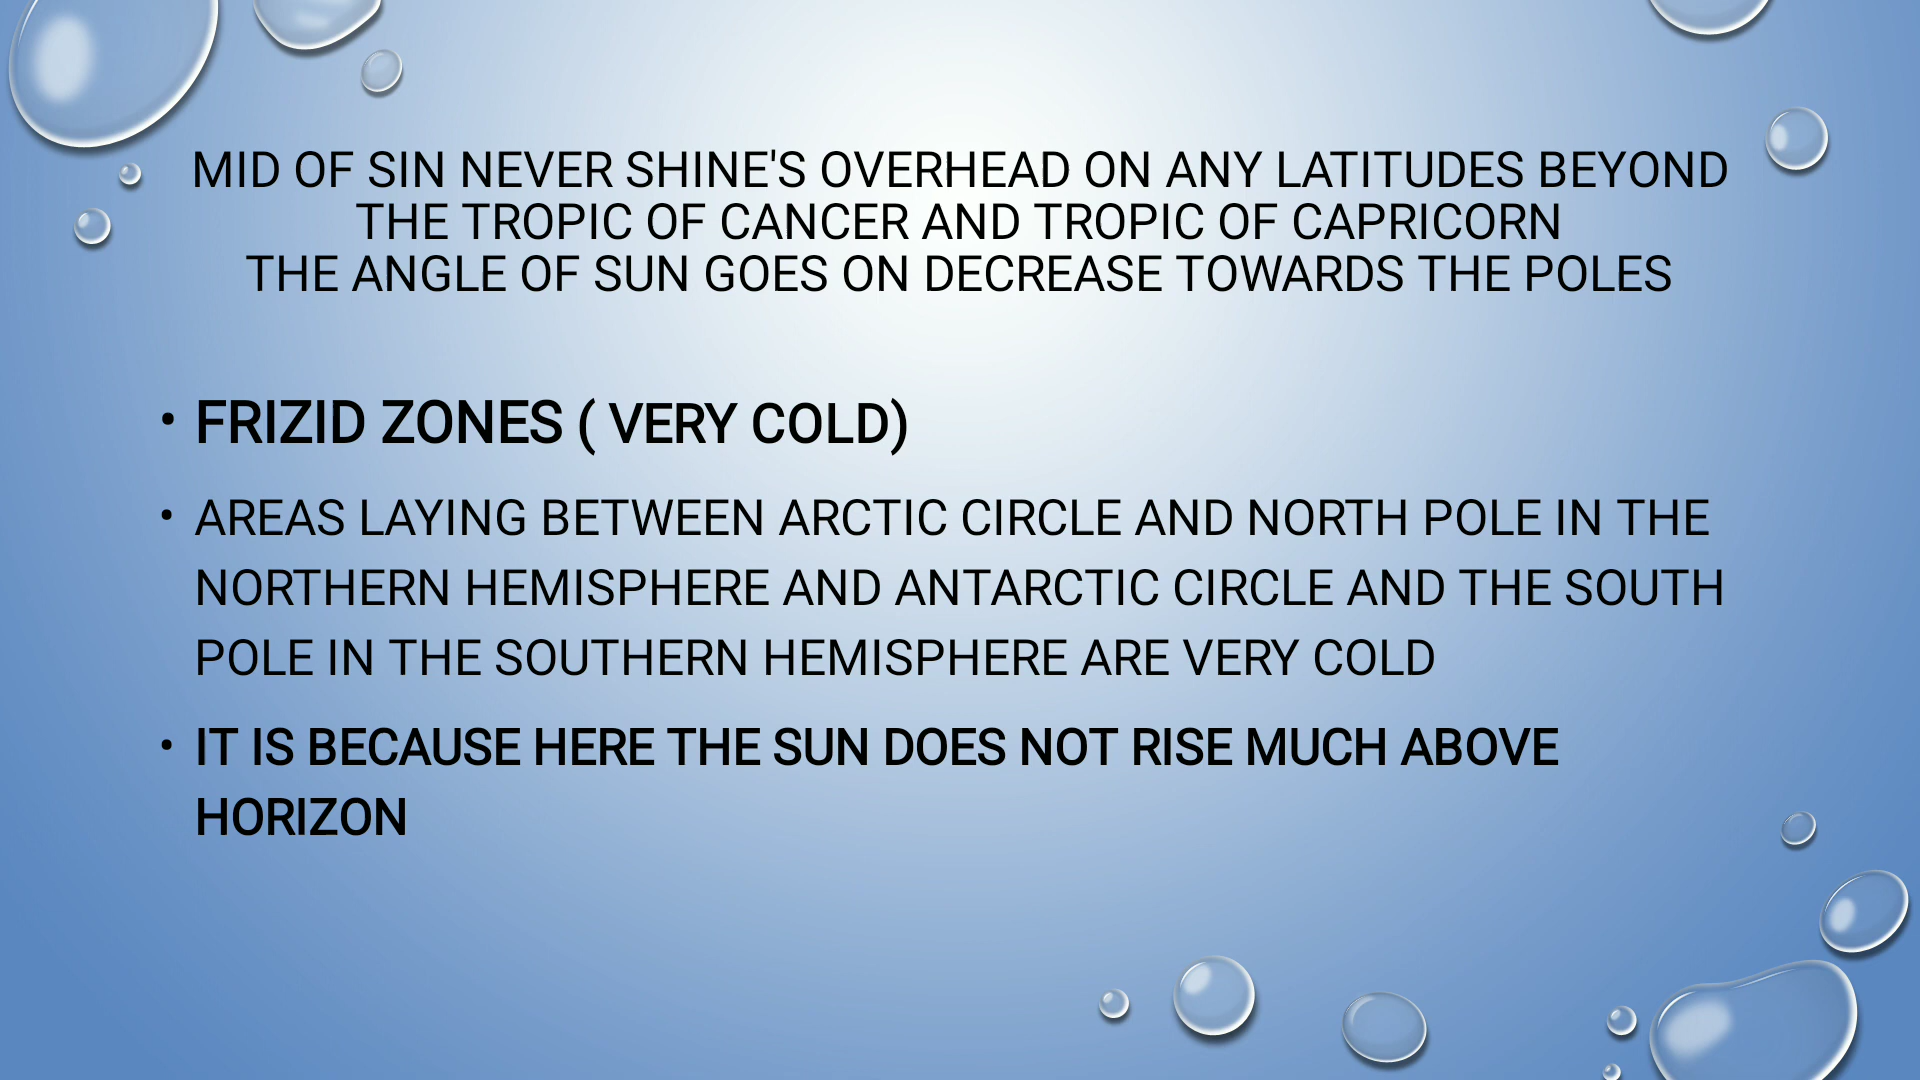 MID OF SIN NEVER SHINE'S OVERHEAD ON ANY LATITUDES BEYOND
THE TROPIC OF CANCER AND TROPIC OF CAPRICORN
THE ANGLE OF SUN GOES ON DECREASE TOWARDS THE POLES
• FRIZID ZONES ( VERY COLD)
• AREAS LAYING BETWEEN ARCTIC CIRCLE AND NORTH POLE IN THE
NORTHERN HEMISPHERE AND ANTARCTIC CIRCLE AND THE SOUTH
POLE IN THE SOUTHERN HEMISPHERE ARE VERY COLD
• IT IS BECAUSE HERE THE SUN DOES NOT RISE MUCH ABOVE
HORIZON